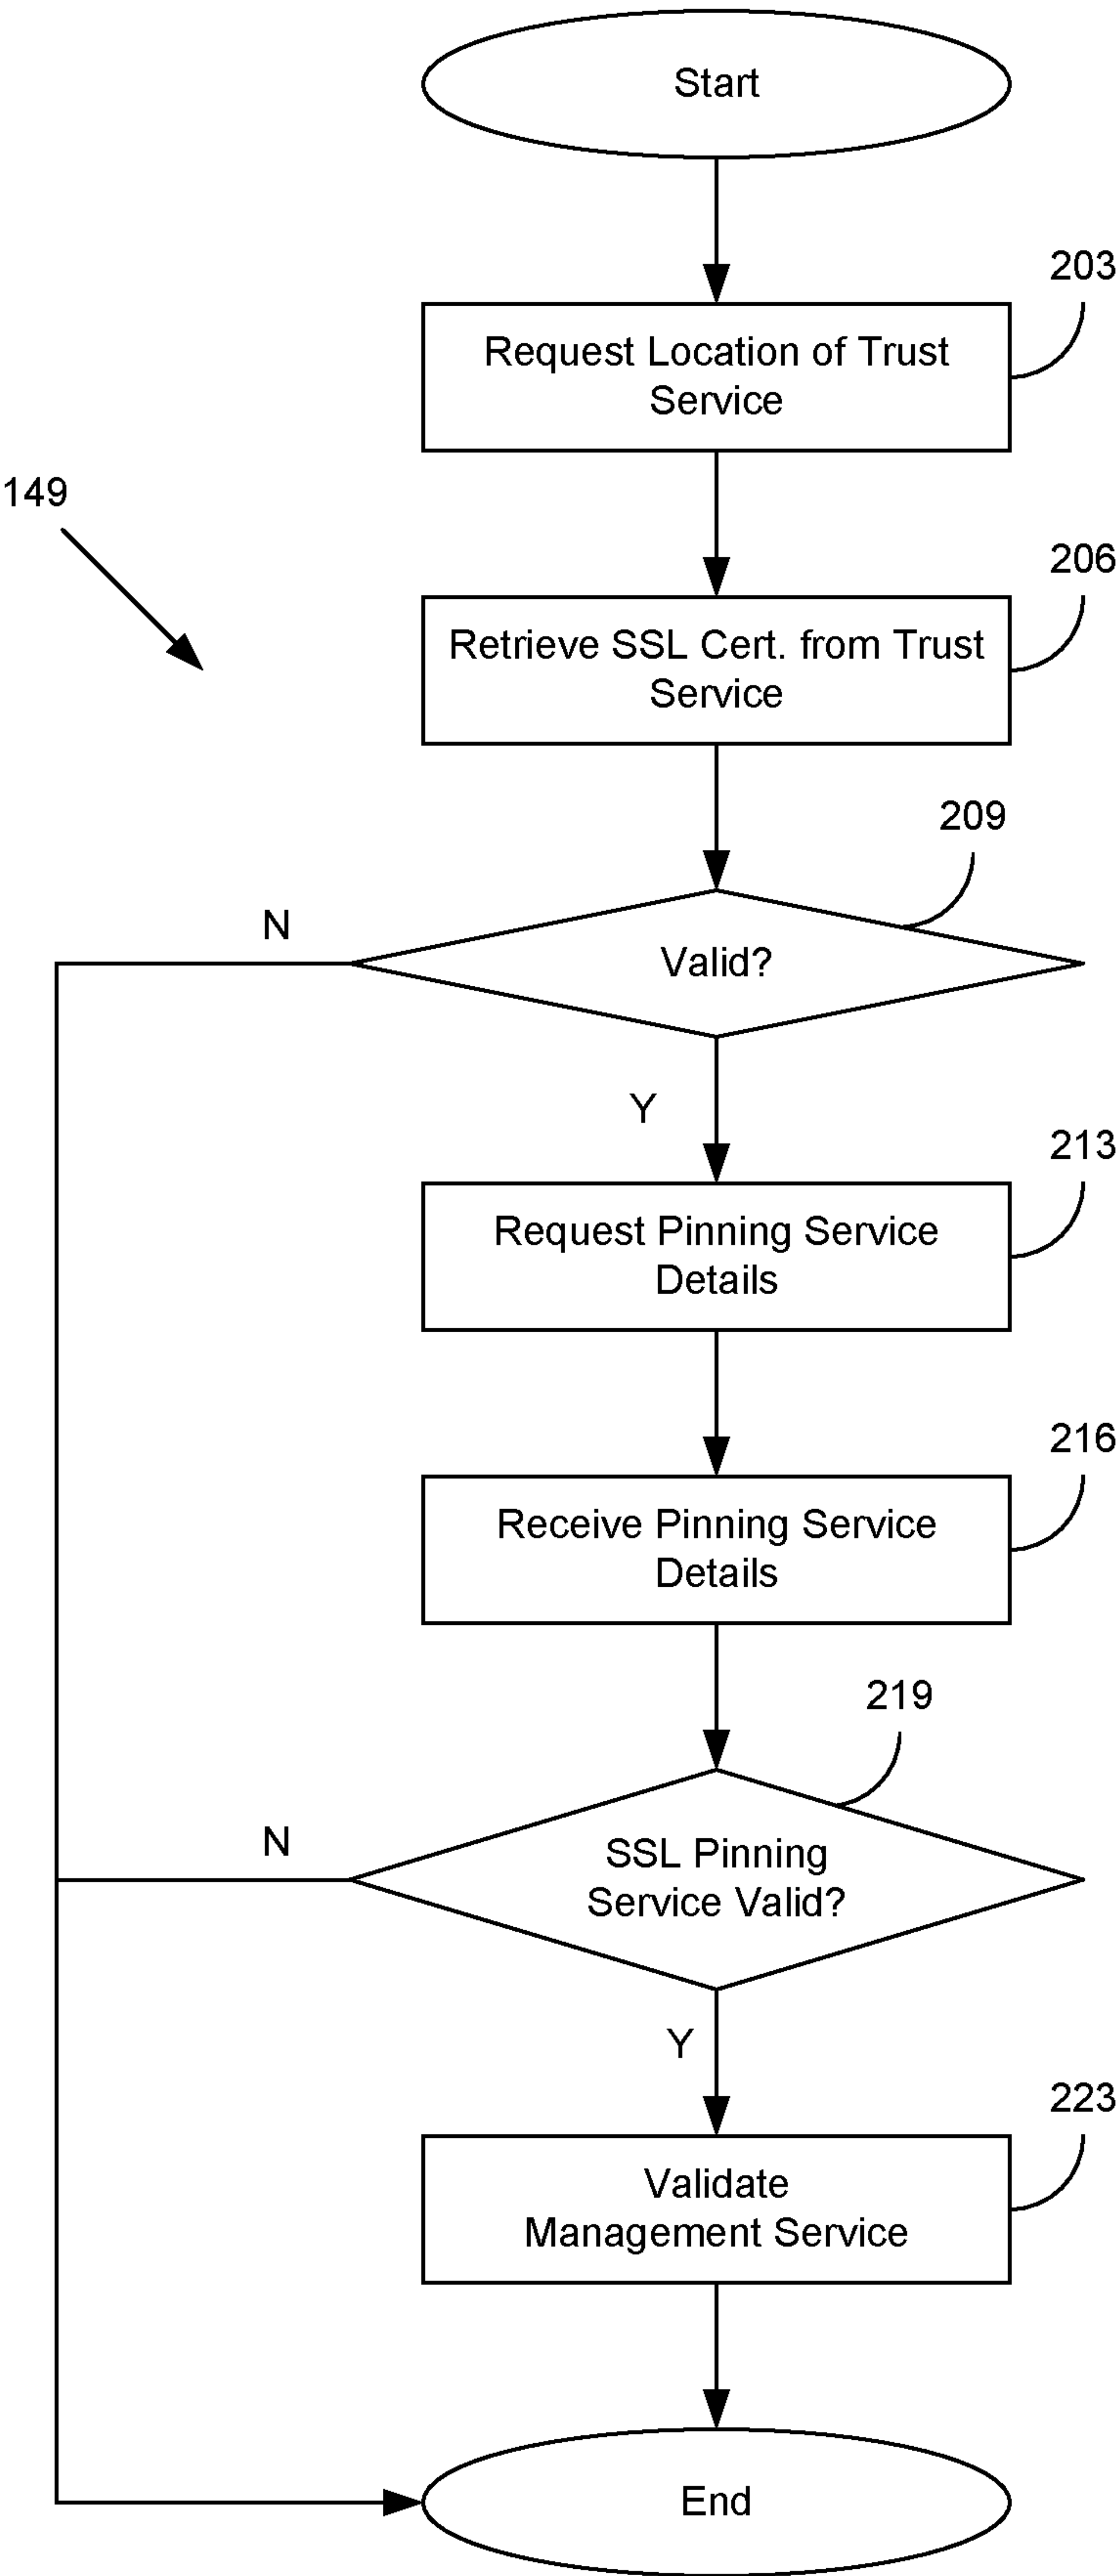 Start
203
Request Location of Trust
Service
149
206
Retrieve SSL Cert. from Trust
Service
209
N
Valid?
Y
213
Request Pinning Service
Details
216
Receive Pinning Service
Details
219
N
SSL Pinning
Service Valid?
Y
223
Validate
Management Service
End